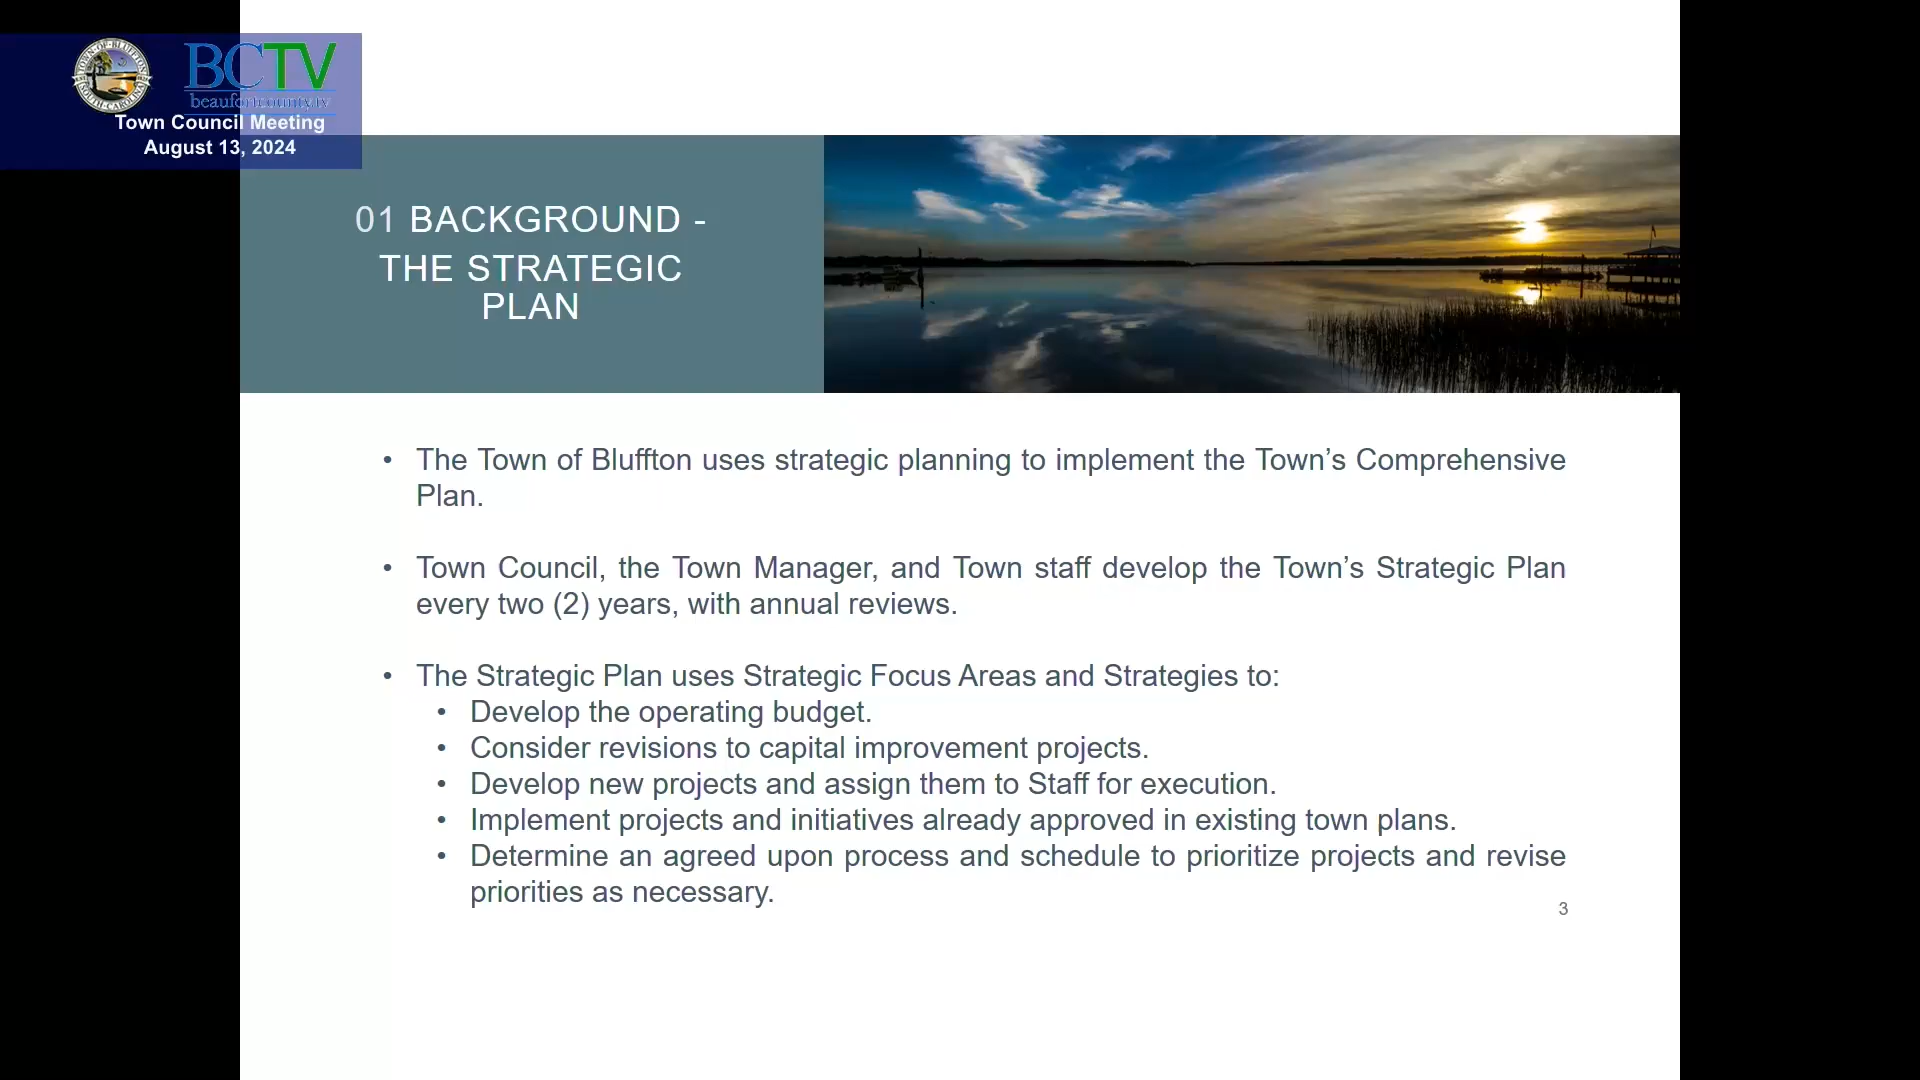 TOWN OF BLUFFTON
SOUTH CAROLINA
BCTV
beaufortcounty.tv
Town Council Meeting
August 13, 2024
01 BACKGROUND -
THE STRATEGIC
PLAN
• The Town of Bluffton uses strategic planning to implement the Town’s Comprehensive
Plan.
• Town Council, the Town Manager, and Town staff develop the Town’s Strategic Plan
every two (2) years, with annual reviews.
• The Strategic Plan uses Strategic Focus Areas and Strategies to:
• Develop the operating budget.
• Consider revisions to capital improvement projects.
• Develop new projects and assign them to Staff for execution.
• Implement projects and initiatives already approved in existing town plans.
• Determine an agreed upon process and schedule to prioritize projects and revise
priorities as necessary.
3